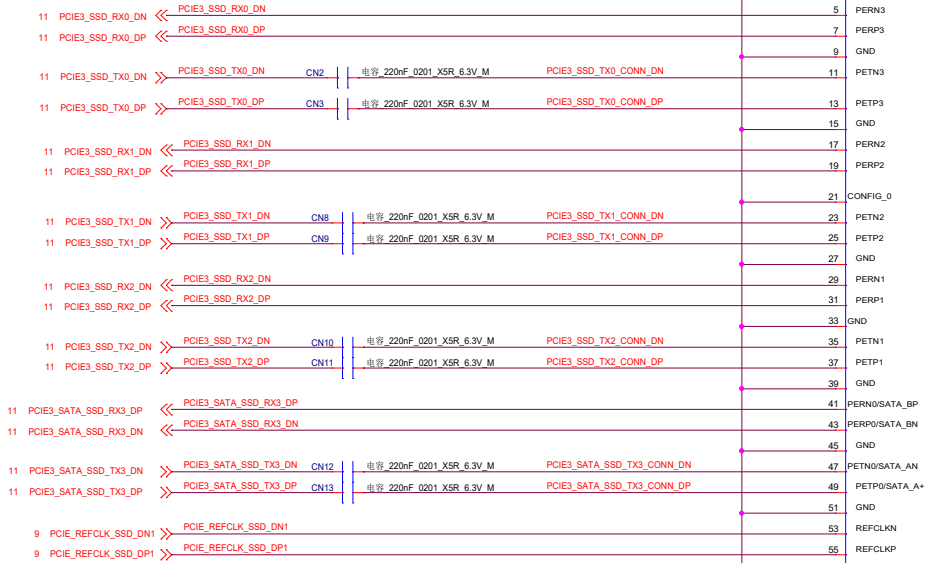 11 PCIE3_SSD_RX0_DN PCIE3_SSD_RX0_DN 5 PERN3
11 PCIE3_SSD_RX0_DP PCIE3_SSD_RX0_DP 7 PERP3
9 GND
11 PCIE3_SSD_TX0_DN PCIE3_SSD_TX0_DN CN2 电容_220nF_0201_X5R_6.3V_M PCIE3_SSD_TX0_CONN_DN 11 PETN3
11 PCIE3_SSD_TX0_DP PCIE3_SSD_TX0_DP CN3 电容_220nF_0201_X5R_6.3V_M PCIE3_SSD_TX0_CONN_DP 13 PETP3
15 GND
11 PCIE3_SSD_RX1_DN PCIE3_SSD_RX1_DN 17 PERN2
11 PCIE3_SSD_RX1_DP PCIE3_SSD_RX1_DP 19 PERP2
21 CONFIG_0
11 PCIE3_SSD_TX1_DN PCIE3_SSD_TX1_DN CN8 电容_220nF_0201_X5R_6.3V_M PCIE3_SSD_TX1_CONN_DN 23 PETN2
11 PCIE3_SSD_TX1_DP PCIE3_SSD_TX1_DP CN9 电容_220nF_0201_X5R_6.3V_M PCIE3_SSD_TX1_CONN_DP 25 PETP2
27 GND
11 PCIE3_SSD_RX2_DN PCIE3_SSD_RX2_DN 29 PERN1
11 PCIE3_SSD_RX2_DP PCIE3_SSD_RX2_DP 31 PERP1
33 GND
11 PCIE3_SSD_TX2_DN PCIE3_SSD_TX2_DN CN10 电容_220nF_0201_X5R_6.3V_M PCIE3_SSD_TX2_CONN_DN 35 PETN1
11 PCIE3_SSD_TX2_DP PCIE3_SSD_TX2_DP CN11 电容_220nF_0201_X5R_6.3V_M PCIE3_SSD_TX2_CONN_DP 37 PETP1
39 GND
11 PCIE3_SATA_SSD_RX3_DP PCIE3_SATA_SSD_RX3_DP 41 PERN0/SATA_BP
11 PCIE3_SATA_SSD_RX3_DN PCIE3_SATA_SSD_RX3_DN 43 PERP0/SATA_BN
45 GND
11 PCIE3_SATA_SSD_TX3_DN PCIE3_SATA_SSD_TX3_DN CN12 电容_220nF_0201_X5R_6.3V_M PCIE3_SATA_SSD_TX3_CONN_DN 47 PETN0/SATA_AN
11 PCIE3_SATA_SSD_TX3_DP PCIE3_SATA_SSD_TX3_DP CN13 电容_220nF_0201_X5R_6.3V_M PCIE3_SATA_SSD_TX3_CONN_DP 49 PETP0/SATA_A+
51 GND
9 PCIE_REFCLK_SSD_DN1 PCIE_REFCLK_SSD_DN1 53 REFCLKN
9 PCIE_REFCLK_SSD_DP1 PCIE_REFCLK_SSD_DP1 55 REFCLKP